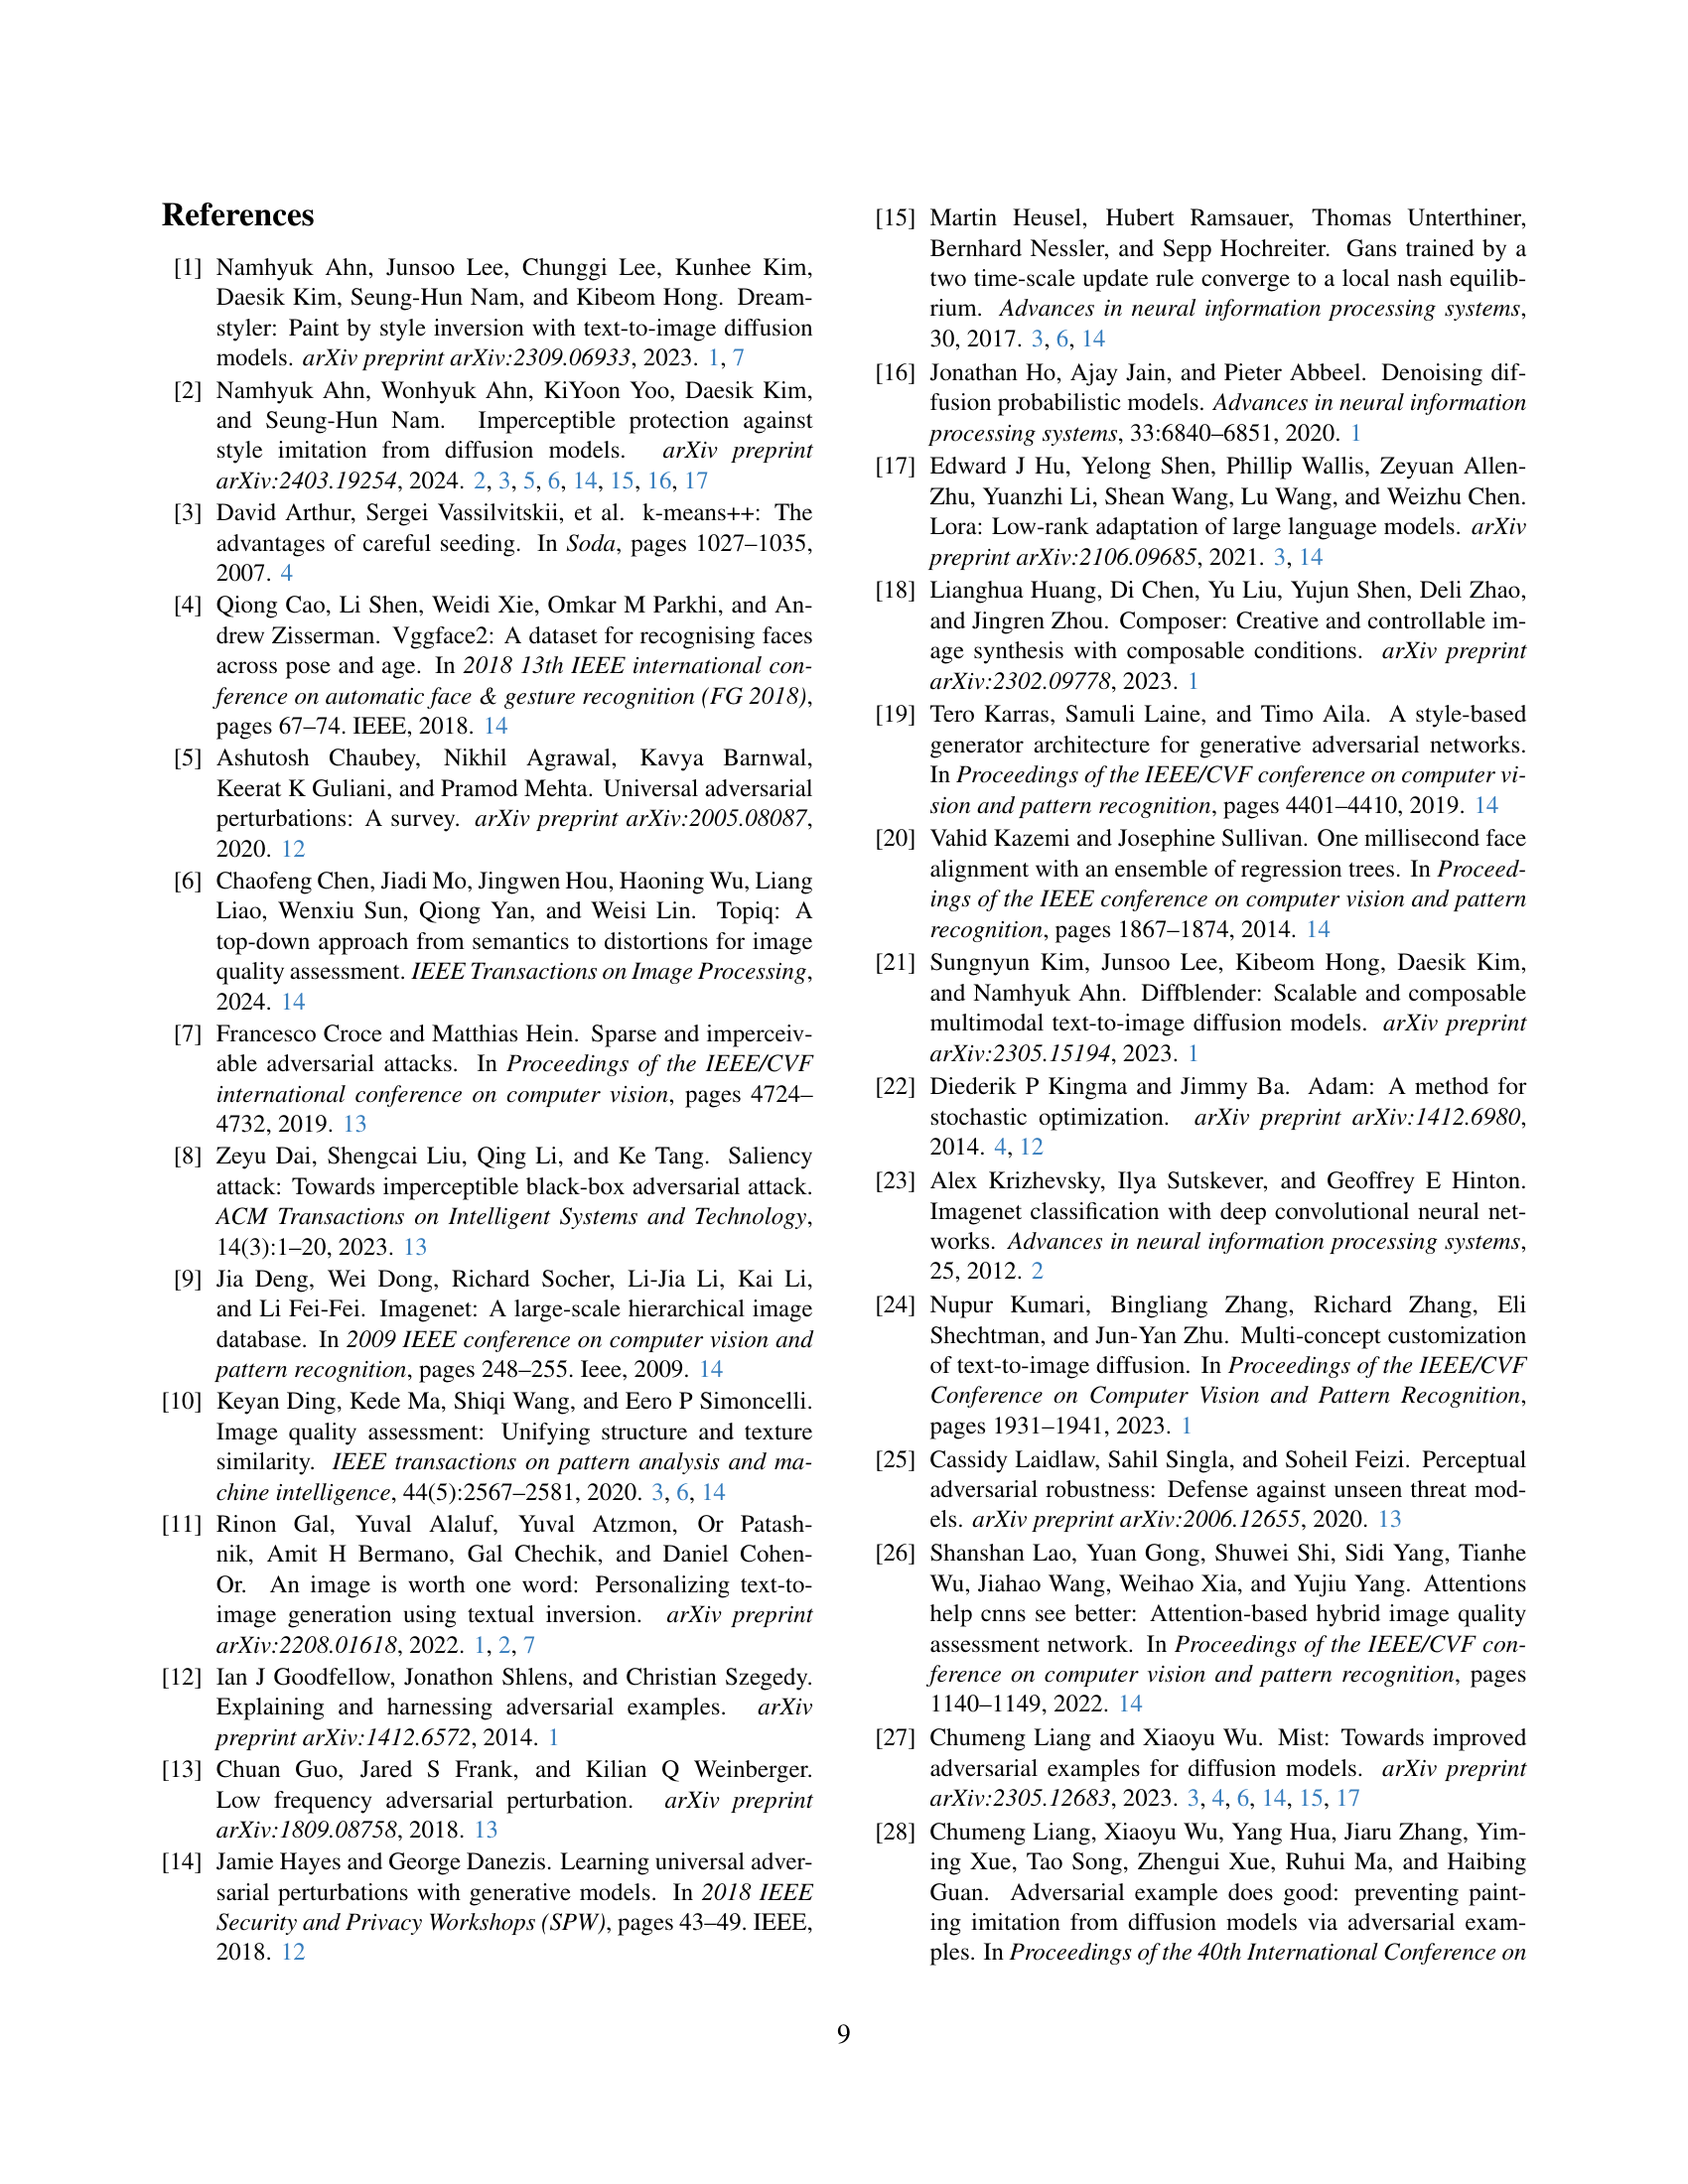 References
[1] Namhyuk Ahn, Junsoo Lee, Chunggi Lee, Kunhee Kim,
Daesik Kim, Seung-Hun Nam, and Kibeom Hong. Dream-
styler: Paint by style inversion with text-to-image diffusion
models. arXiv preprint arXiv:2309.06933, 2023. 1, 7
[2] Namhyuk Ahn, Wonhyuk Ahn, KiYoon Yoo, Daesik Kim,
and Seung-Hun Nam. Imperceptible protection against
style imitation from diffusion models. arXiv preprint
arXiv:2403.19254, 2024. 2, 3, 5, 6, 14, 15, 16, 17
[3] David Arthur, Sergei Vassilvitskii, et al. k-means++: The
advantages of careful seeding. In Soda, pages 1027–1035,
2007. 4
[4] Qiong Cao, Li Shen, Weidi Xie, Omkar M Parkhi, and An-
drew Zisserman. Vggface2: A dataset for recognising faces
across pose and age. In 2018 13th IEEE international con-
ference on automatic face & gesture recognition (FG 2018),
pages 67–74. IEEE, 2018. 14
[5] Ashutosh Chaubey, Nikhil Agrawal, Kavya Barnwal,
Keerat K Guliani, and Pramod Mehta. Universal adversarial
perturbations: A survey. arXiv preprint arXiv:2005.08087,
2020. 12
[6] Chaofeng Chen, Jiadi Mo, Jingwen Hou, Haoning Wu, Liang
Liao, Wenxiu Sun, Qiong Yan, and Weisi Lin. Topiq: A
top-down approach from semantics to distortions for image
quality assessment. IEEE Transactions on Image Processing,
2024. 14
[7] Francesco Croce and Matthias Hein. Sparse and imperceiv-
able adversarial attacks. In Proceedings of the IEEE/CVF
international conference on computer vision, pages 4724–
4732, 2019. 13
[8] Zeyu Dai, Shengcai Liu, Qing Li, and Ke Tang. Saliency
attack: Towards imperceptible black-box adversarial attack.
ACM Transactions on Intelligent Systems and Technology,
14(3):1–20, 2023. 13
[9] Jia Deng, Wei Dong, Richard Socher, Li-Jia Li, Kai Li,
and Li Fei-Fei. Imagenet: A large-scale hierarchical image
database. In 2009 IEEE conference on computer vision and
pattern recognition, pages 248–255. Ieee, 2009. 14
[10] Keyan Ding, Kede Ma, Shiqi Wang, and Eero P Simoncelli.
Image quality assessment: Unifying structure and texture
similarity. IEEE transactions on pattern analysis and ma-
chine intelligence, 44(5):2567–2581, 2020. 3, 6, 14
[11] Rinon Gal, Yuval Alaluf, Yuval Atzmon, Or Patash-
nik, Amit H Bermano, Gal Chechik, and Daniel Cohen-
Or. An image is worth one word: Personalizing text-to-
image generation using textual inversion. arXiv preprint
arXiv:2208.01618, 2022. 1, 2, 7
[12] Ian J Goodfellow, Jonathon Shlens, and Christian Szegedy.
Explaining and harnessing adversarial examples. arXiv
preprint arXiv:1412.6572, 2014. 1
[13] Chuan Guo, Jared S Frank, and Kilian Q Weinberger.
Low frequency adversarial perturbation. arXiv preprint
arXiv:1809.08758, 2018. 13
[14] Jamie Hayes and George Danezis. Learning universal adver-
sarial perturbations with generative models. In 2018 IEEE
Security and Privacy Workshops (SPW), pages 43–49. IEEE,
2018. 12
[15] Martin Heusel, Hubert Ramsauer, Thomas Unterthiner,
Bernhard Nessler, and Sepp Hochreiter. Gans trained by a
two time-scale update rule converge to a local nash equilib-
rium. Advances in neural information processing systems,
30, 2017. 3, 6, 14
[16] Jonathan Ho, Ajay Jain, and Pieter Abbeel. Denoising dif-
fusion probabilistic models. Advances in neural information
processing systems, 33:6840–6851, 2020. 1
[17] Edward J Hu, Yelong Shen, Phillip Wallis, Zeyuan Allen-
Zhu, Yuanzhi Li, Shean Wang, Lu Wang, and Weizhu Chen.
Lora: Low-rank adaptation of large language models. arXiv
preprint arXiv:2106.09685, 2021. 3, 14
[18] Lianghua Huang, Di Chen, Yu Liu, Yujun Shen, Deli Zhao,
and Jingren Zhou. Composer: Creative and controllable im-
age synthesis with composable conditions. arXiv preprint
arXiv:2302.09778, 2023. 1
[19] Tero Karras, Samuli Laine, and Timo Aila. A style-based
generator architecture for generative adversarial networks.
In Proceedings of the IEEE/CVF conference on computer vi-
sion and pattern recognition, pages 4401–4410, 2019. 14
[20] Vahid Kazemi and Josephine Sullivan. One millisecond face
alignment with an ensemble of regression trees. In Proceed-
ings of the IEEE conference on computer vision and pattern
recognition, pages 1867–1874, 2014. 14
[21] Sungnyun Kim, Junsoo Lee, Kibeom Hong, Daesik Kim,
and Namhyuk Ahn. Diffblender: Scalable and composable
multimodal text-to-image diffusion models. arXiv preprint
arXiv:2305.15194, 2023. 1
[22] Diederik P Kingma and Jimmy Ba. Adam: A method for
stochastic optimization. arXiv preprint arXiv:1412.6980,
2014. 4, 12
[23] Alex Krizhevsky, Ilya Sutskever, and Geoffrey E Hinton.
Imagenet classification with deep convolutional neural net-
works. Advances in neural information processing systems,
25, 2012. 2
[24] Nupur Kumari, Bingliang Zhang, Richard Zhang, Eli
Shechtman, and Jun-Yan Zhu. Multi-concept customization
of text-to-image diffusion. In Proceedings of the IEEE/CVF
Conference on Computer Vision and Pattern Recognition,
pages 1931–1941, 2023. 1
[25] Cassidy Laidlaw, Sahil Singla, and Soheil Feizi. Perceptual
adversarial robustness: Defense against unseen threat mod-
els. arXiv preprint arXiv:2006.12655, 2020. 13
[26] Shanshan Lao, Yuan Gong, Shuwei Shi, Sidi Yang, Tianhe
Wu, Jiahao Wang, Weihao Xia, and Yujiu Yang. Attentions
help cnns see better: Attention-based hybrid image quality
assessment network. In Proceedings of the IEEE/CVF con-
ference on computer vision and pattern recognition, pages
1140–1149, 2022. 14
[27] Chumeng Liang and Xiaoyu Wu. Mist: Towards improved
adversarial examples for diffusion models. arXiv preprint
arXiv:2305.12683, 2023. 3, 4, 6, 14, 15, 17
[28] Chumeng Liang, Xiaoyu Wu, Yang Hua, Jiaru Zhang, Yim-
ing Xue, Tao Song, Zhengui Xue, Ruhui Ma, and Haibing
Guan. Adversarial example does good: preventing paint-
ing imitation from diffusion models via adversarial exam-
ples. In Proceedings of the 40th International Conference on
9